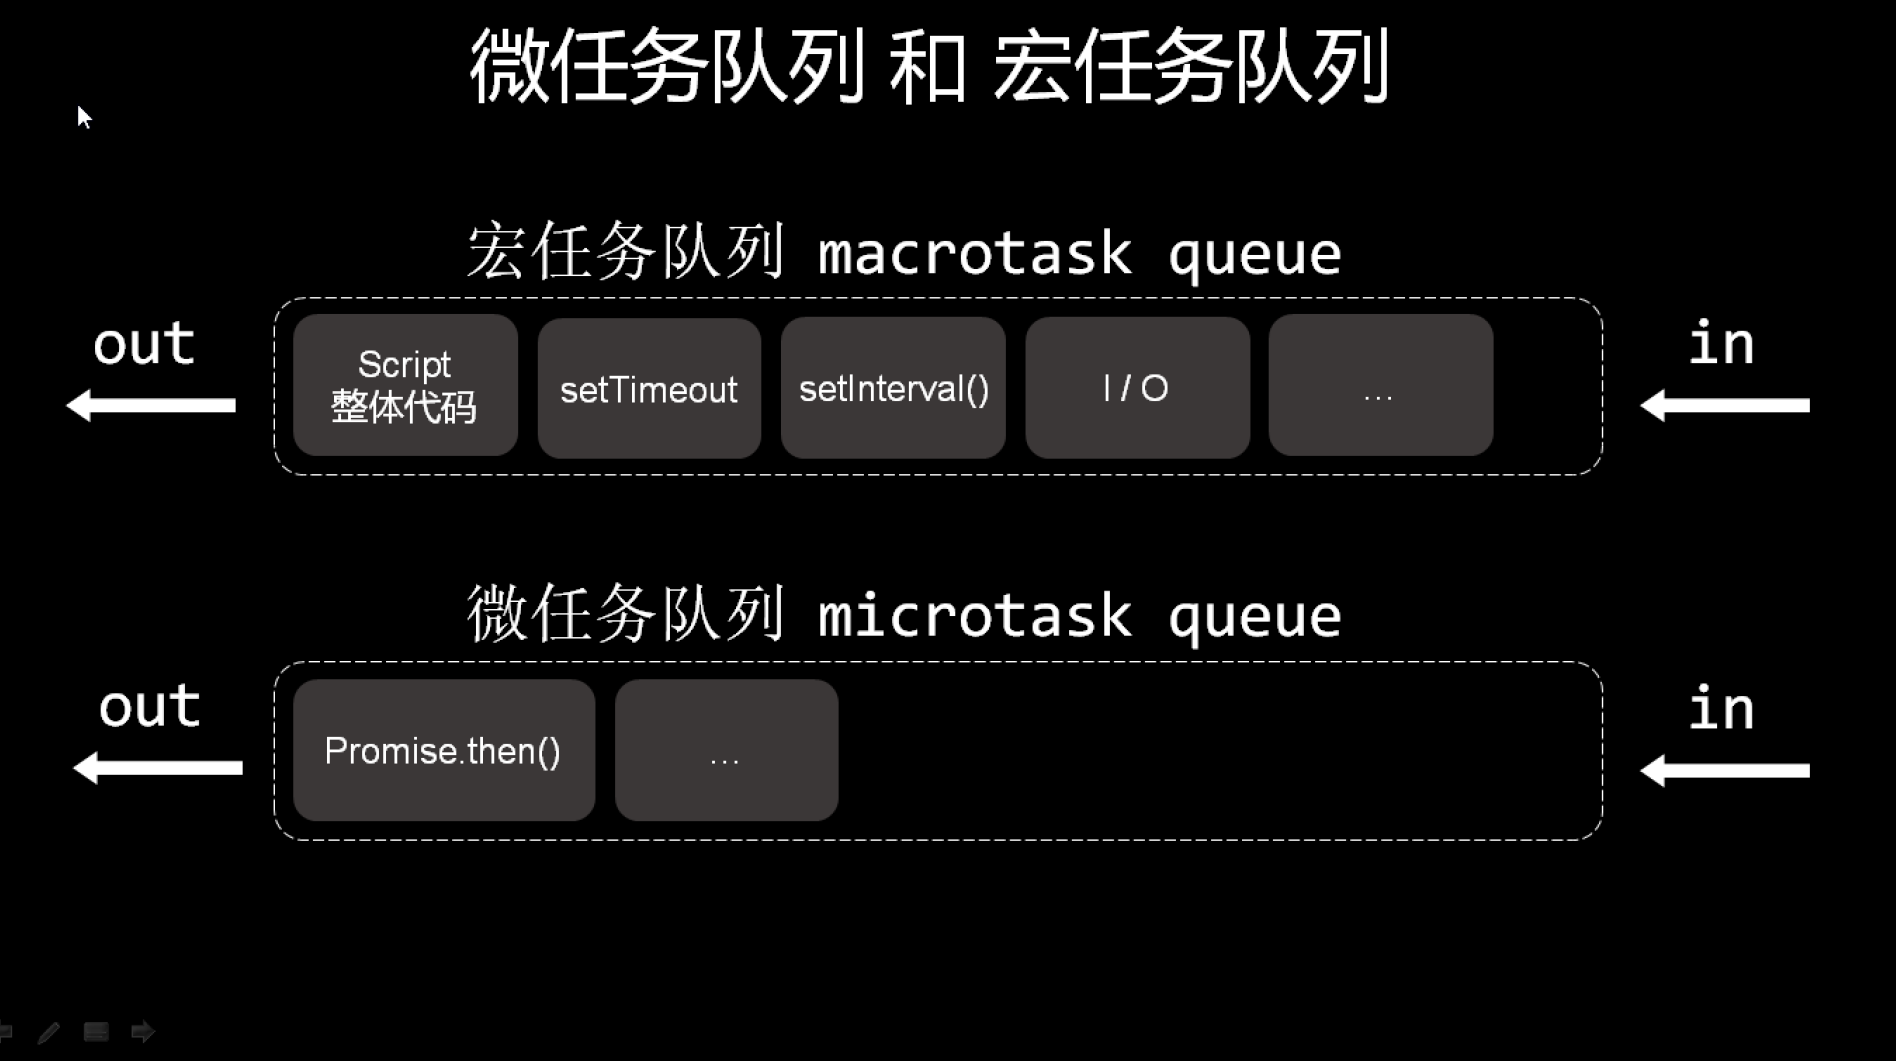 微任务队列 和 宏任务队列
宏任务队列 macrotask queue
out
Script
整体代码
setTimeout
setInterval()
I / O
...
in
微任务队列 microtask queue
out
Promise.then()
...
in